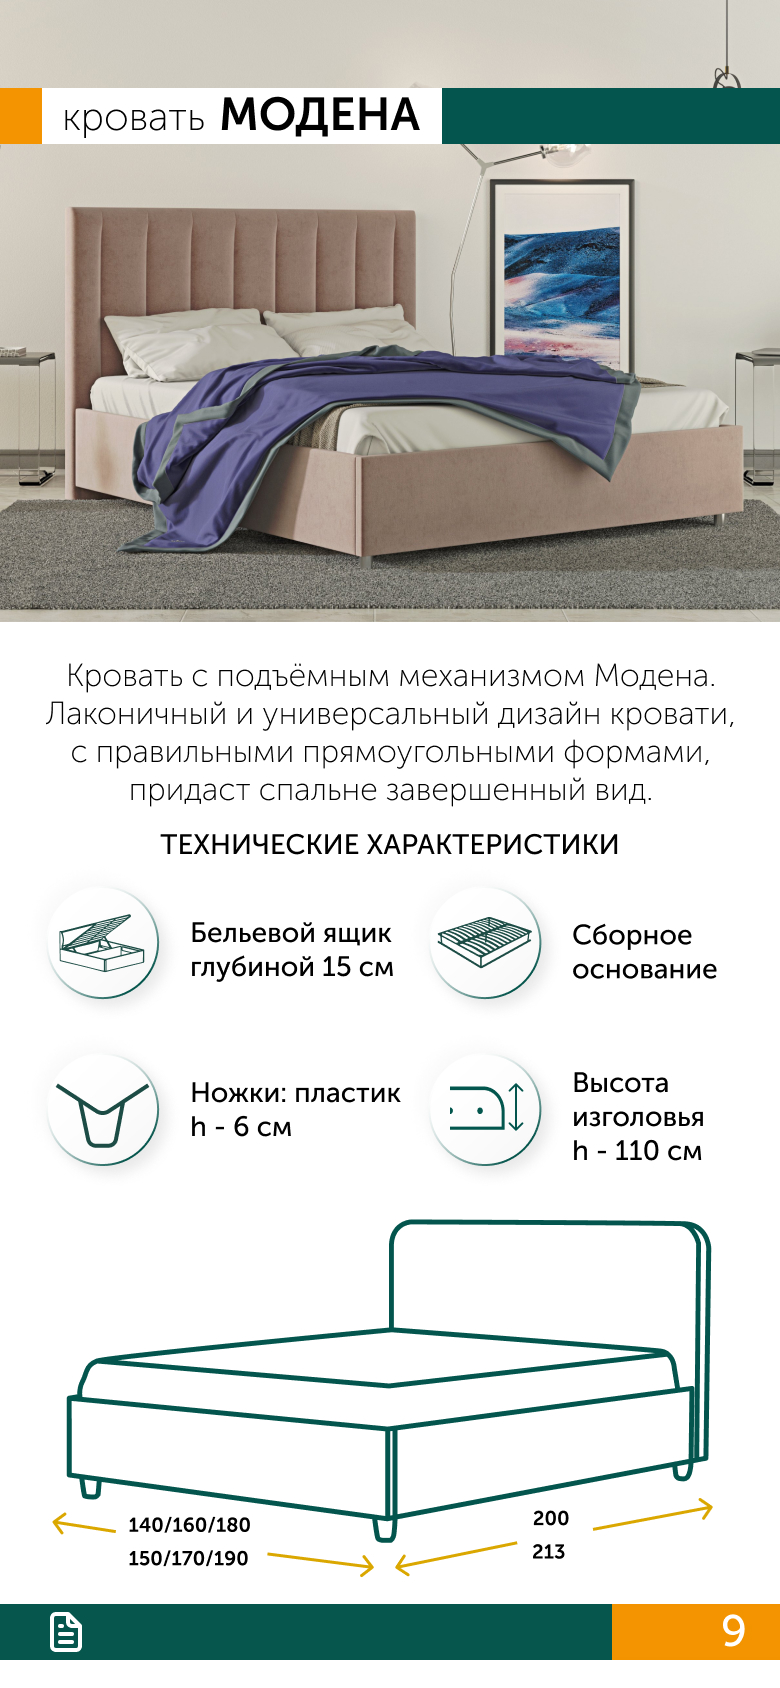 кровать МОДЕНА
Кровать с подъёмным механизмом Модена.
Лаконичный и универсальный дизайн кровати,
с правильными прямоугольными формами,
придаст спальне завершенный вид.
ТЕХНИЧЕСКИЕ ХАРАКТЕРИСТИКИ
Бельевой ящик
глубиной 15 см
Сборное
основание
Ножки: пластик
h - 6 см
Высота
изголовья
h - 110 см
140/160/180
150/170/190
200
213
9